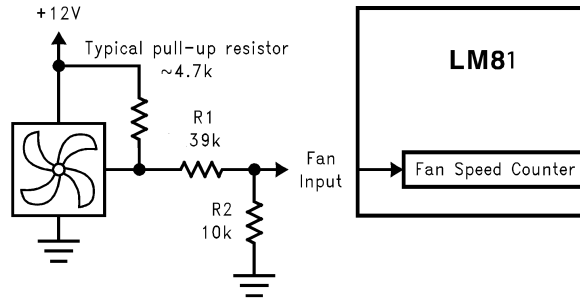 +12V
Typical pull-up resistor
~4.7k
LM81
R1
39k
Fan
Input
Fan Speed Counter
R2
10k